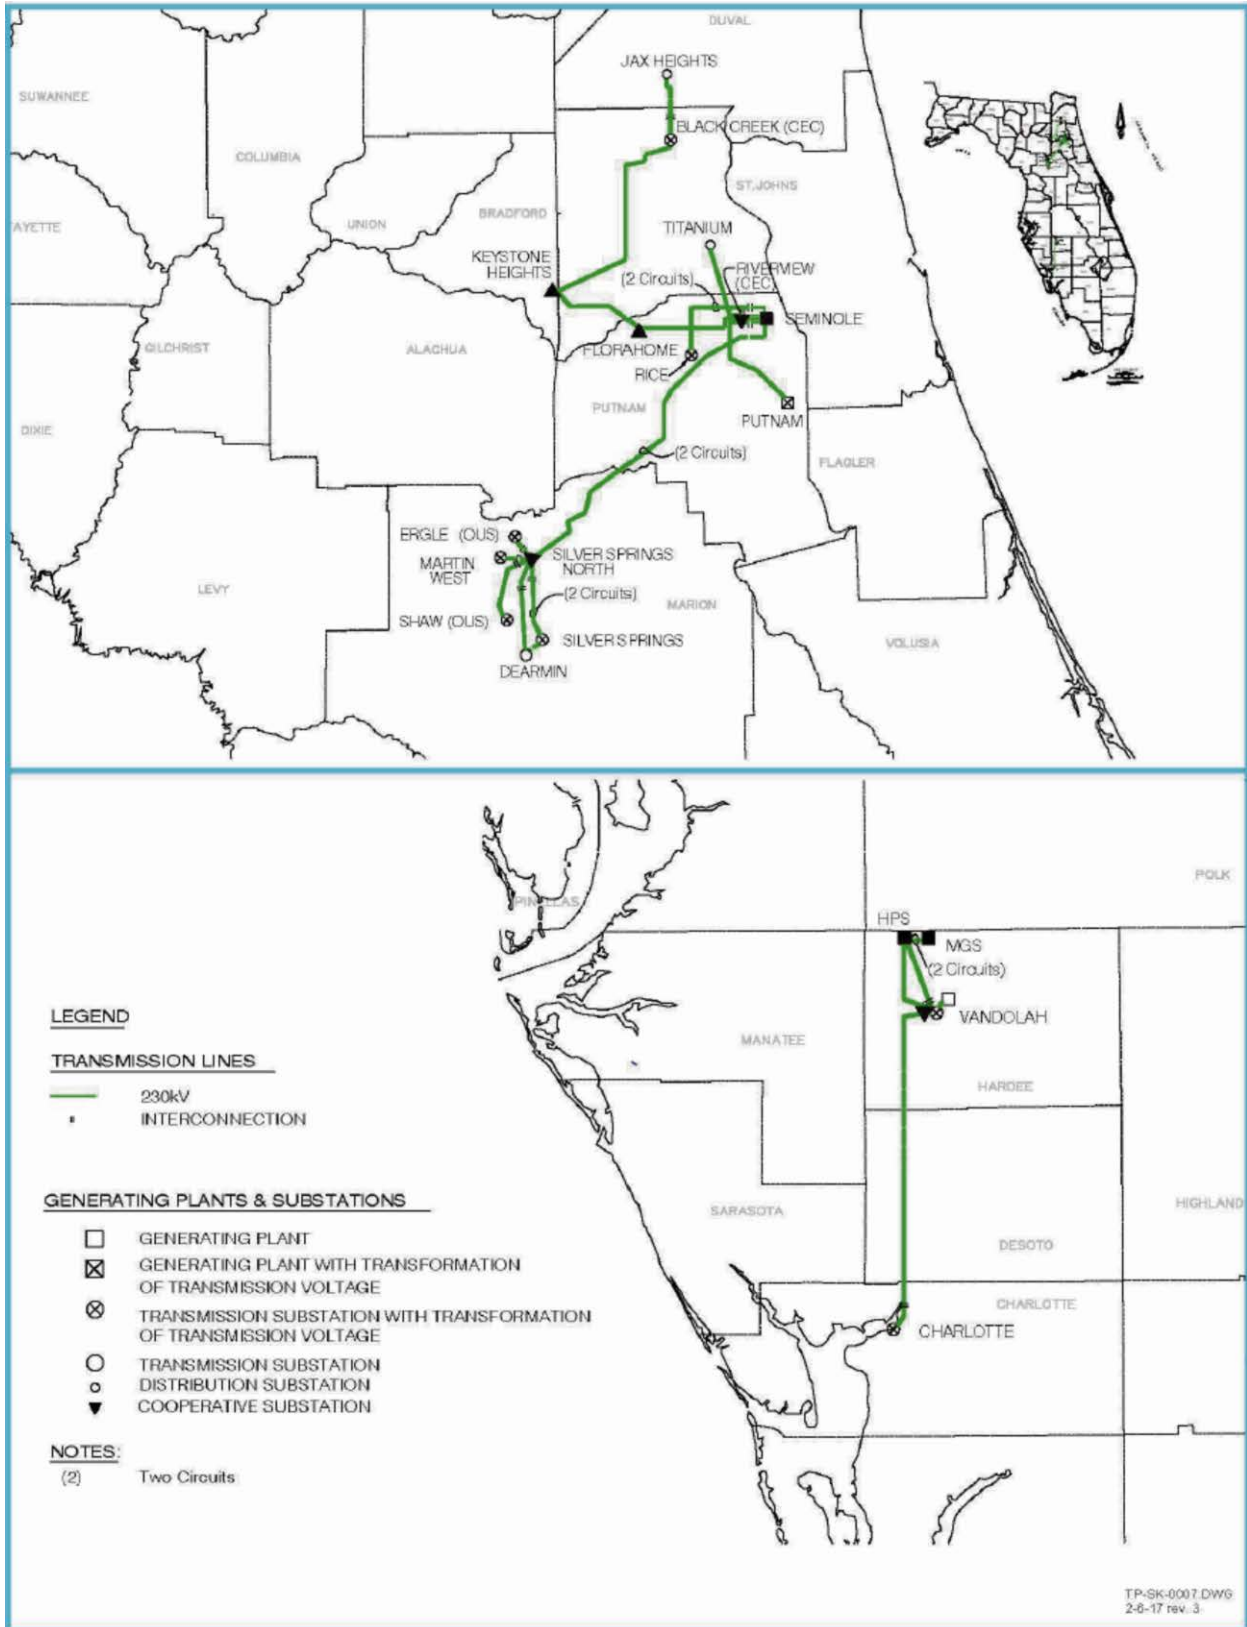 DUVAL
JAX HEIGHTS
SUWANNEE
BLACK CREEK (CEC)
COLUMBIA
ST.JOHNS
BRADFORD
UNION
AYETTE
TITANIUM
KEYSTONE
HEIGHTS
RIVERVIEW
(CEC)
(2 Circuits)
SEMINOLE
GILCHRIST
ALACHUA
FLORAHOME
RICE
PUTNAM
PUTNAM
DIXIE
(2 Circuits)
FLAGLER
ERGLE (OUS)
MARTIN
WEST
SILVER SPRINGS
NORTH
LEVY
(2 Circuits)
MARION
SHAW (OUS)
SILVER SPRINGS
VOLUSIA
DEARMIN
POLK
PINELLAS
HPS
MGS
(2 Circuits)
VANDOLAH
MANATEE
HARDEE
SARASOTA
HIGHLAND
DESOTO
CHARLOTTE
CHARLOTTE
LEGEND
TRANSMISSION LINES
230kV
INTERCONNECTION
GENERATING PLANTS & SUBSTATIONS
GENERATING PLANT
GENERATING PLANT WITH TRANSFORMATION
OF TRANSMISSION VOLTAGE
TRANSMISSION SUBSTATION WITH TRANSFORMATION
OF TRANSMISSION VOLTAGE
TRANSMISSION SUBSTATION
DISTRIBUTION SUBSTATION
COOPERATIVE SUBSTATION
NOTES:
(2) Two Circuits
TP-SK-0007.DWG
2-6-17 rev. 3